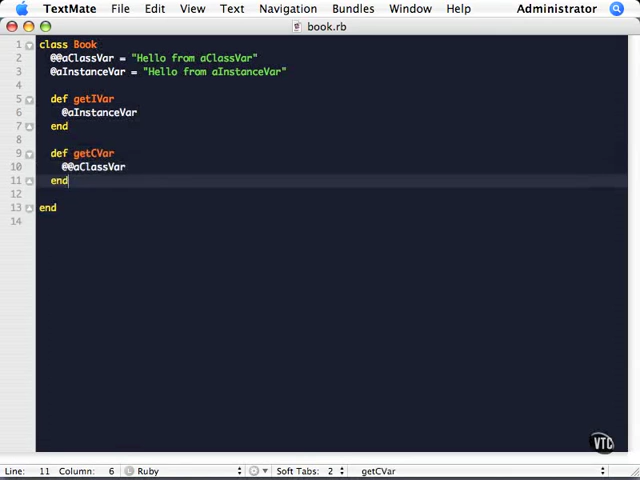 TextMate File Edit View Text Navigation Bundles Window Help Administrator
book.rb
1 class Book
2 @@aClassVar = "Hello from aClassVar"
3 @aInstanceVar = "Hello from aInstanceVar"
4
5 def getIVar
6 @aInstanceVar
7 end
8
9 def getCVar
10 @@aClassVar
11 end
12
13 end
14
VTC
Line: 11 Column: 6 Ruby Soft Tabs: 2 getCVar